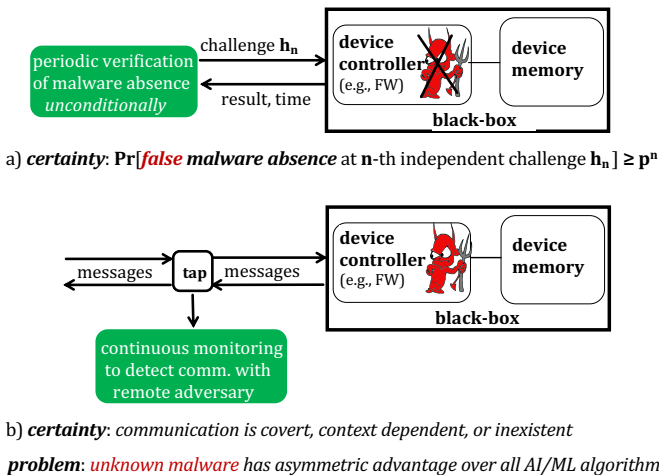 challenge hn
periodic verification
of malware absence
unconditionally
result, time
device
controller
(e.g., FW)
device
memory
black-box
a) certainty: Pr[false malware absence at n-th independent challenge hn] ≥ pn
messages
tap
messages
device
controller
(e.g., FW)
device
memory
black-box
continuous monitoring
to detect comm. with
remote adversary
b) certainty: communication is covert, context dependent, or inexistent
problem: unknown malware has asymmetric advantage over all AI/ML algorithm